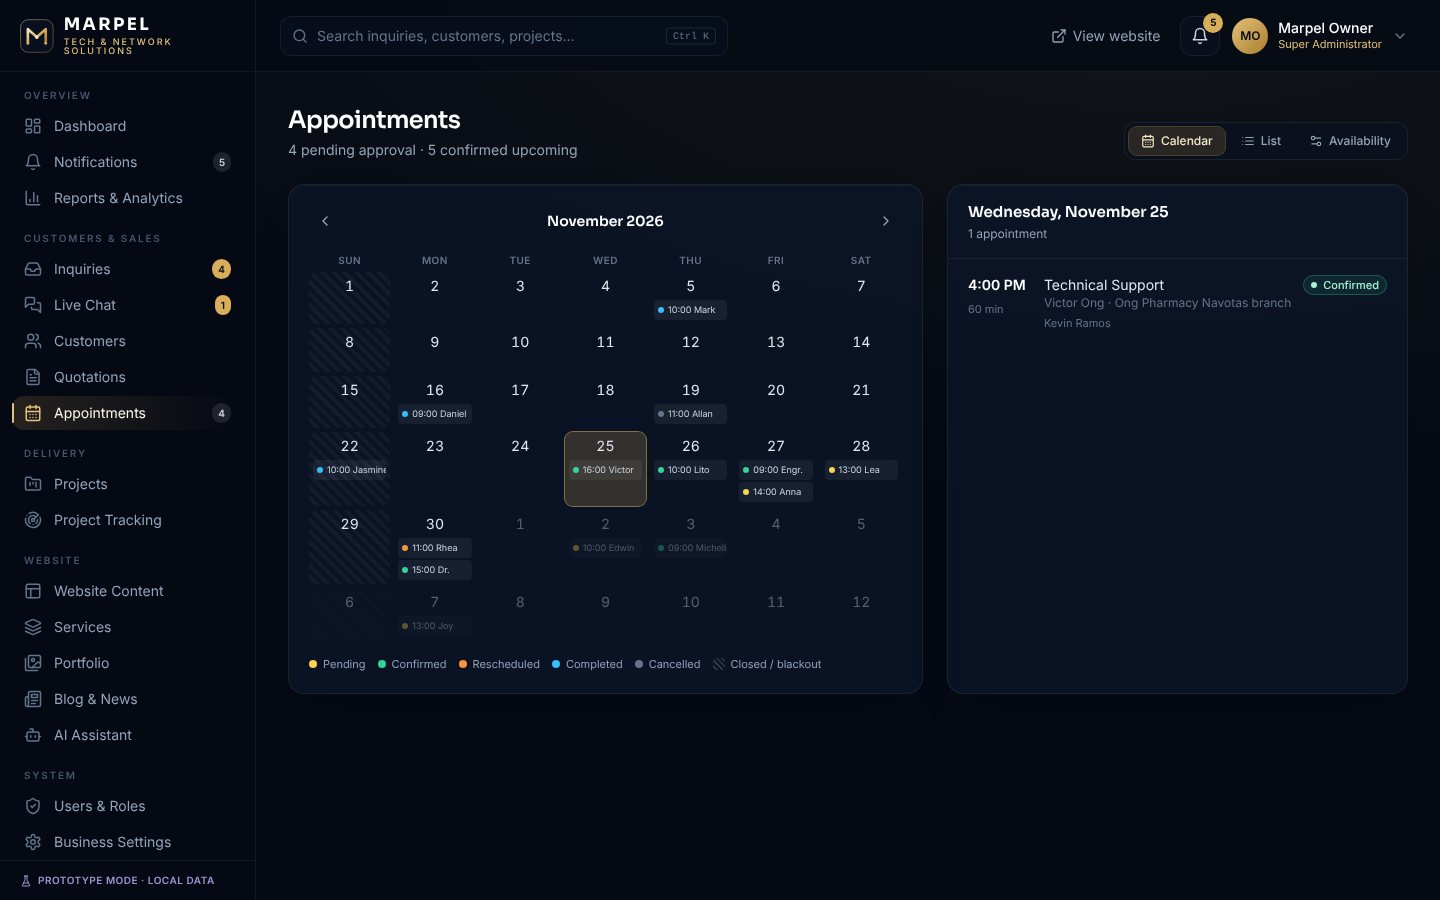 MARPEL
TECH & NETWORK
SOLUTIONS
Search inquiries, customers, projects...
Ctrl K
View website
5
MO
Marpel Owner
Super Administrator
OVERVIEW
Dashboard
Notifications 5
Reports & Analytics
CUSTOMERS & SALES
Inquiries 4
Live Chat 1
Customers
Quotations
Appointments 4
DELIVERY
Projects
Project Tracking
WEBSITE
Website Content
Services
Portfolio
Blog & News
AI Assistant
SYSTEM
Users & Roles
Business Settings
PROTOTYPE MODE · LOCAL DATA
Appointments
4 pending approval · 5 confirmed upcoming
Calendar List Availability
November 2026
SUN MON TUE WED THU FRI SAT
1 2 3 4 5 6 7
10:00 Mark
8 9 10 11 12 13 14
15 16 17 18 19 20 21
09:00 Daniel 11:00 Allan
22 23 24 25 26 27 28
10:00 Jasmine 16:00 Victor 10:00 Lito 09:00 Engr. 13:00 Lea
14:00 Anna
29 30 1 2 3 4 5
11:00 Rhea 10:00 Edwin 09:00 Michell
15:00 Dr.
6 7 8 9 10 11 12
13:00 Joy
Pending Confirmed Rescheduled Completed Cancelled Closed / blackout
Wednesday, November 25
1 appointment
4:00 PM Technical Support Confirmed
60 min Victor Ong · Ong Pharmacy Navotas branch
Kevin Ramos